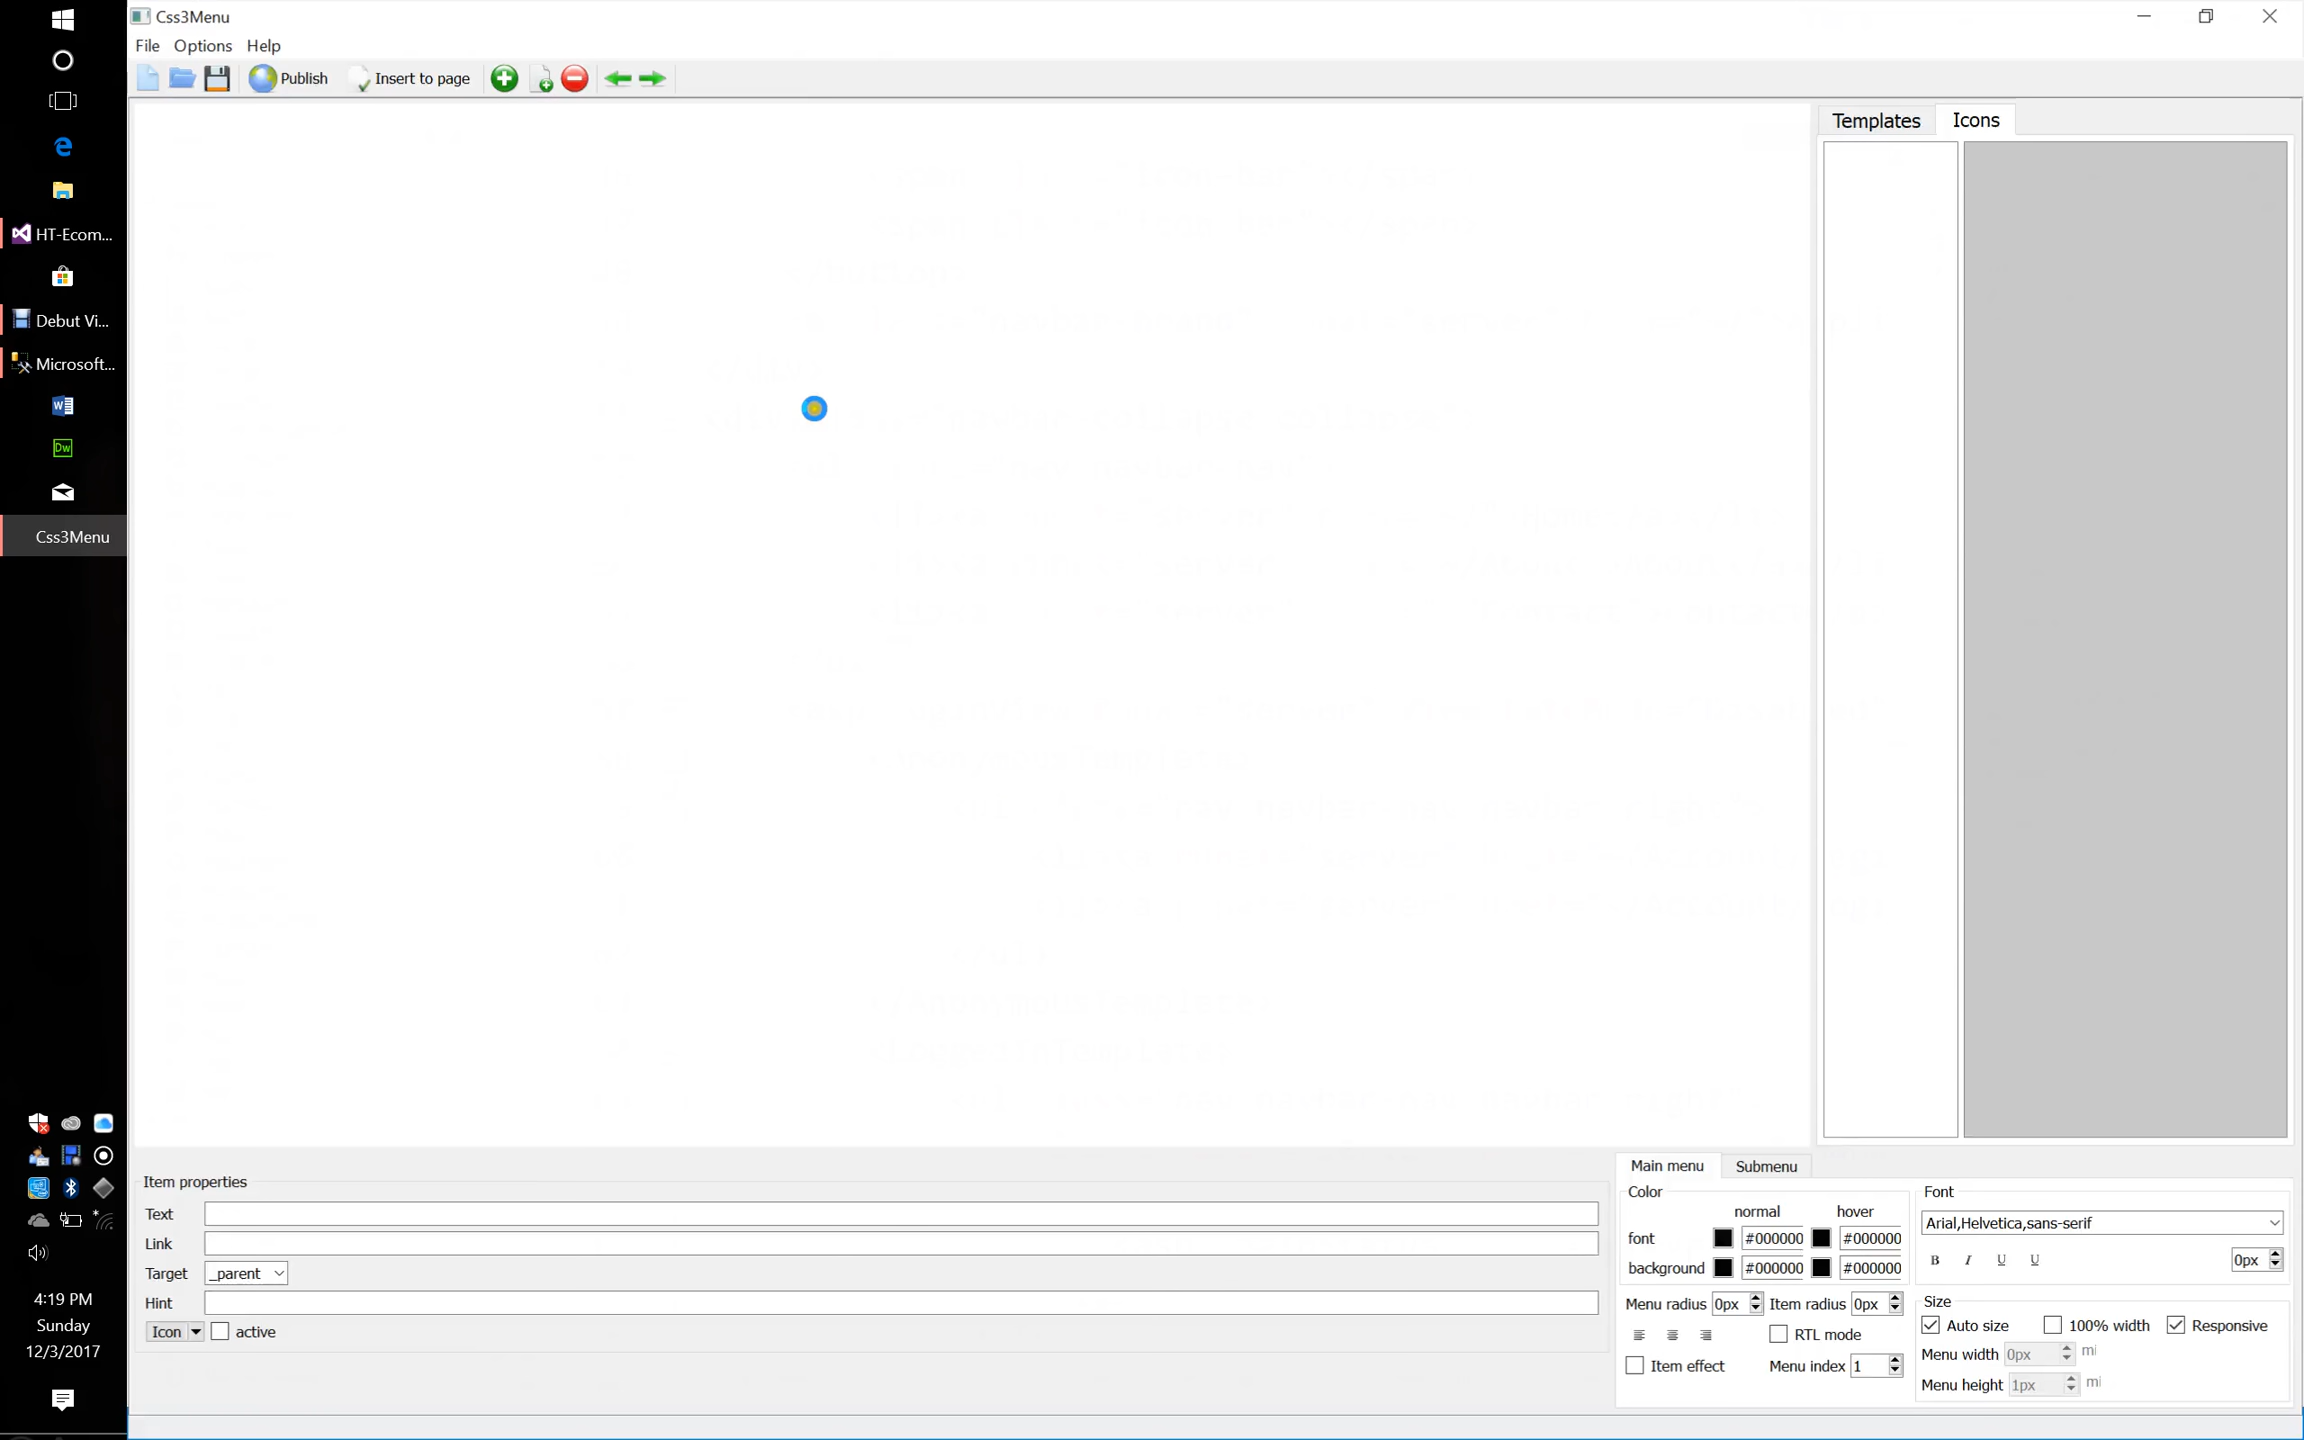 Css3Menu
File Options Help
Publish Insert to page
Templates Icons
HT-Ecom...
Debut Vi...
Microsoft...
Dw
Css3Menu
4:19 PM
Sunday
12/3/2017
Item properties
Text
Link
Target _parent
Hint
Icon active
Main menu Submenu
Color
normal hover
font #000000 #000000
background #000000 #000000
Menu radius 0px Item radius 0px
RTL mode
Item effect Menu index 1
Font
Arial,Helvetica,sans-serif
B I U U 0px
Size
Auto size 100% width Responsive
Menu width 0px mi
Menu height 1px mi